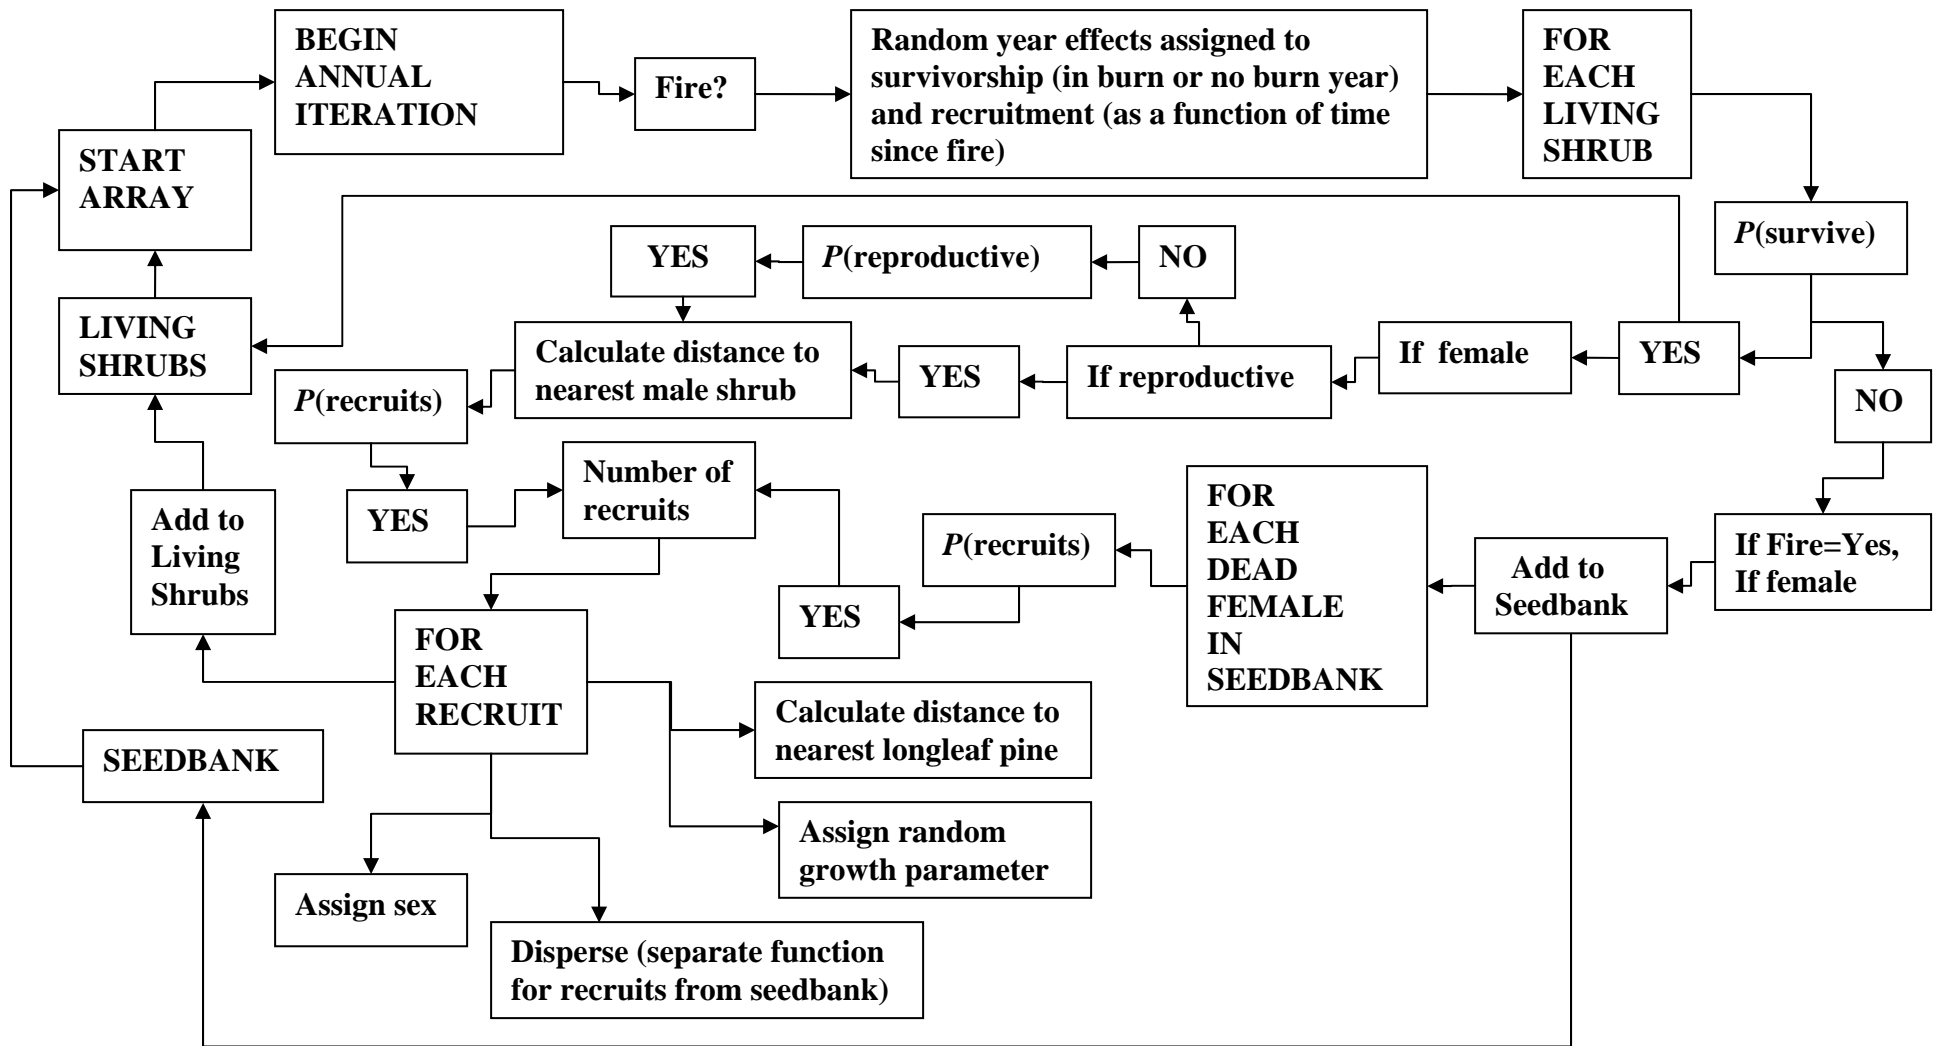 BEGIN
ANNUAL
ITERATION
Fire?
Random year effects assigned to
survivorship (in burn or no burn year)
and recruitment (as a function of time
since fire)
FOR
EACH
LIVING
SHRUB
START
ARRAY
P(survive)
YES
P(reproductive)
NO
LIVING
SHRUBS
Calculate distance to
nearest male shrub
YES
If reproductive
If female
YES
NO
P(recruits)
Add to
Living
Shrubs
YES
Number of
recruits
YES
P(recruits)
FOR
EACH
DEAD
FEMALE
IN
SEEDBANK
Add to
Seedbank
If Fire=Yes,
If female
FOR
EACH
RECRUIT
Calculate distance to
nearest longleaf pine
SEEDBANK
Assign random
growth parameter
Assign sex
Disperse (separate function
for recruits from seedbank)